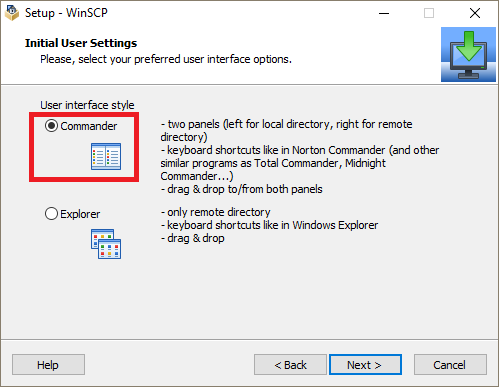 Setup - WinSCP
Initial User Settings
Please, select your preferred user interface options.
User interface style
Commander
- two panels (left for local directory, right for remote
directory)
- keyboard shortcuts like in Norton Commander (and other
similar programs as Total Commander, Midnight
Commander...)
- drag & drop to/from both panels
Explorer
- only remote directory
- keyboard shortcuts like in Windows Explorer
- drag & drop
Help
< Back
Next >
Cancel